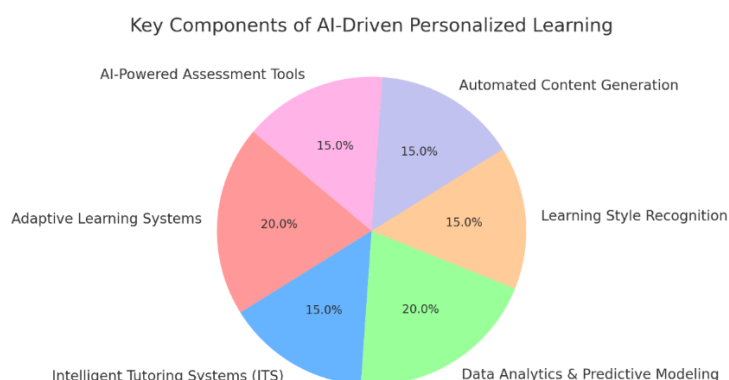 Key Components of AI-Driven Personalized Learning
AI-Powered Assessment Tools
Automated Content Generation
15.0%
15.0%
Adaptive Learning Systems
20.0%
15.0%
Learning Style Recognition
15.0%
20.0%
Intelligent Tutoring Systems (ITS)
Data Analytics & Predictive Modeling